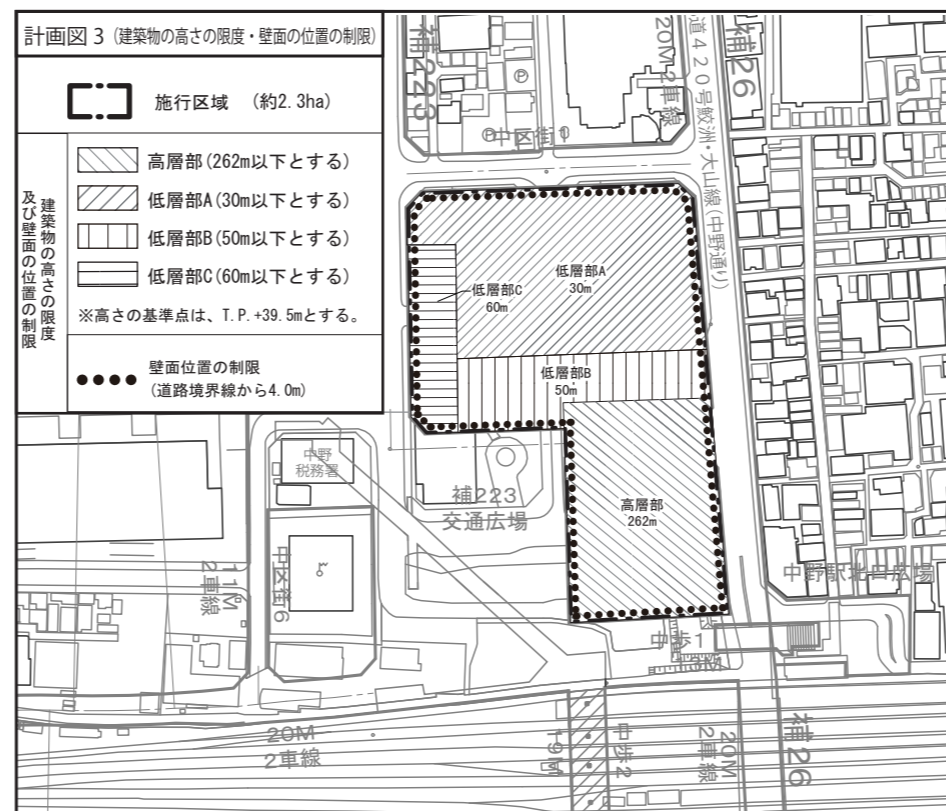 計画図 3 (建築物の高さの限度・壁面の位置の制限)
施行区域 (約2.3ha)
建築物の高さの限度
及び壁面の位置の制限
高層部(262m以下とする)
低層部A(30m以下とする)
低層部B(50m以下とする)
低層部C(60m以下とする)
※高さの基準点は、T.P.+39.5mとする。
壁面位置の制限
(道路境界線から4.0m)
補223
20M
2車線
道420号鮫洲・大山線(中野通り)
補26
中区街1
低層部A
30m
低層部C
60m
低層部B
50m
高層部
262m
中野
税務署
補223
交通広場
11M
2車線
中区街6
中野駅北口広場
中歩1
20M
2車線
19M
中歩2
20M
2車線
補26